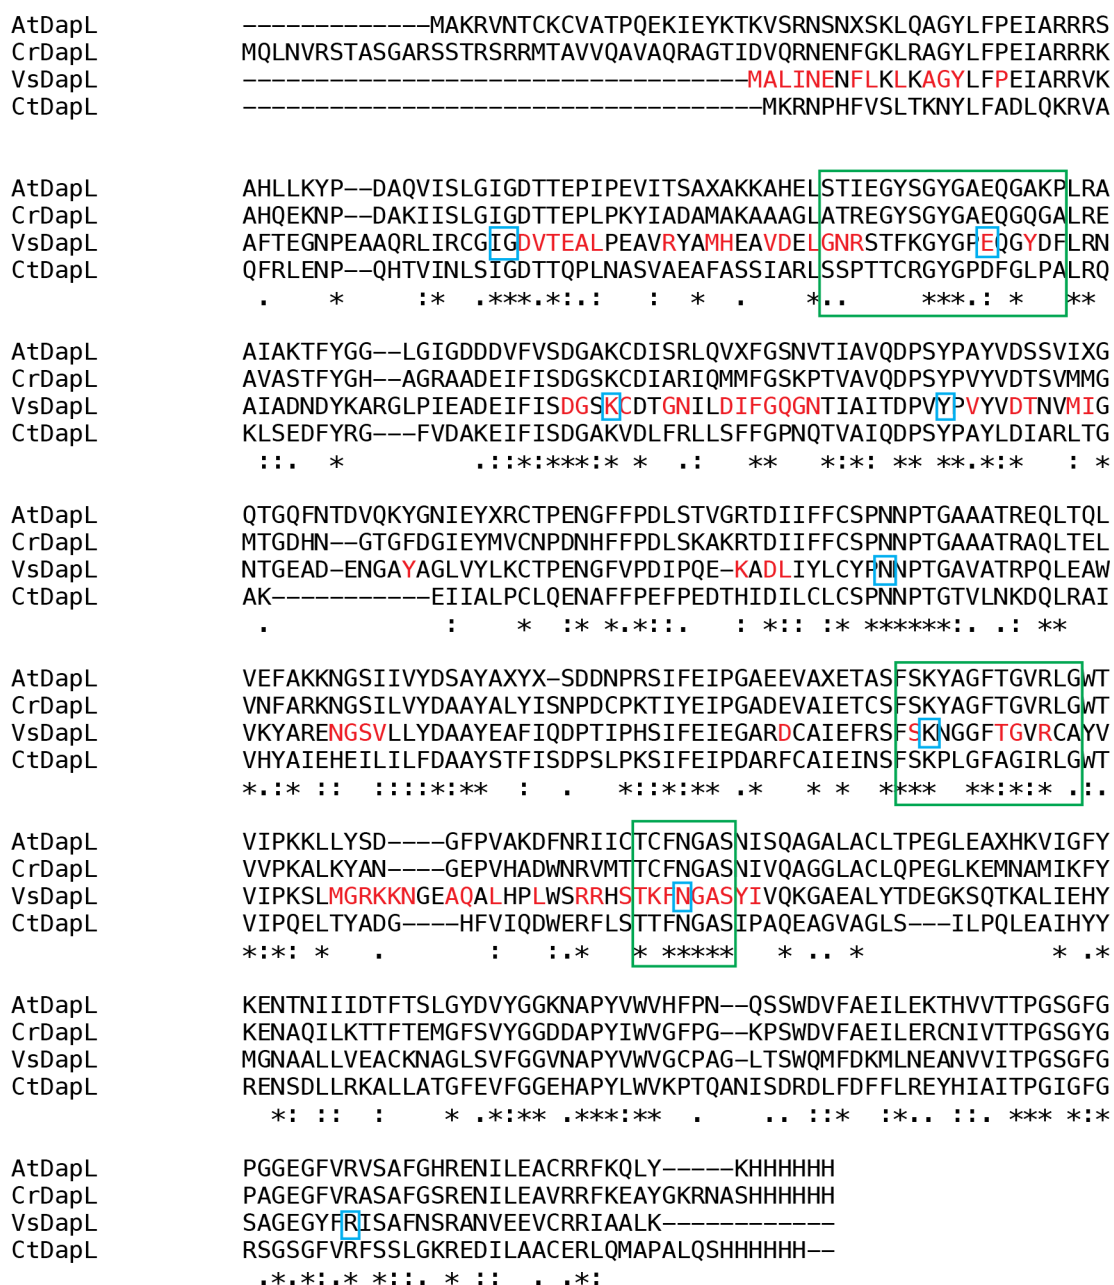 AtDapL −−−−−−−−−−−−−MAKRVNTCKCVATPQEKIEYKTKVSRNSNXSKLQAGYLFPEIARRRS
CrDapL MQLNVRSTASGARSSTRSRRMTAVVQAVAQRAGTIDVQRNENFGKLRAGYLFPEIARRRK
VsDapL −−−−−−−−−−−−−−−−−−−−−−−−−−−−−−−−−−−MALINENFLKLKAGYLFPEIARRVK
CtDapL −−−−−−−−−−−−−−−−−−−−−−−−−−−−−−−−−−−−MKRNPHFVSLTKNYLFADLQKRVA
AtDapL AHLLKYP−−DAQVISLGIGDTTEPIPEVITSAXAKKAHELSTIEGYSGYGAEQGAKPLRA
CrDapL AHQEKNP−−DAKIISLGIGDTTEPLPKYIADAMAKAAAGLATREGYSGYGAEQGQGALRE
VsDapL AFTEGNPEAAQRLIRCGIGDVTEALPEAVRYAMHEAVDELGNRSTFKGYGPEQGYDFLRN
CtDapL QFRLENP−−QHTVINLSIGDTTQPLNASVAEAFASSIARLSSPTTCRGYGPDFGLPALRQ
 .    *     :*  .***.*:.:   :  *  .    *..     ***.: *   **
AtDapL AIAKTFYGG−−LGIGDDDVFVSDGAKCDISRLQVXFGSNVTIAVQDPSYPAYVDSSVIXG
CrDapL AVASTFYGH−−AGRAADEIFISDGSKCDIARIQMMFGSKPTVAVQDPSYPVYVDTSVMMG
VsDapL AIADNDYKARGLPIEADEIFISDGSKCDTGNILDIFGQGNTIAITDPVYPVYVDTNVMIG
CtDapL KLSEDFYRG−−−FVDAKEIFISDGAKVDLFRLLSFFGPNQTVAIQDPSYPAYLDIARLTG
 ::.  *         .::*:***:* *  .:   **   *:*: ** **.*:*   : *
AtDapL QTGQFNTDVQKYGNIEYXRCTPENGFFPDLSTVGRTDIIFFCSPNNPTGAAATREQLTQL
CrDapL MTGDHN−−GTGFDGIEYMVCNPDNHFFPDLSKAKRTDIIFFCSPNNPTGAAATRAQLTEL
VsDapL NTGEAD−ENGAYAGLVYLKCTPENGFVPDIPQE−KADLIYLCYPNNPTGAVATRPQLEAW
CtDapL AK−−−−−−−−−−−EIIALPCLQENAFFPEFPEDTHIDILCLCSPNNPTGTVLNKDQLRAI
 .            :    *  :* *.*::.   : *:: :* ******:. .: **
AtDapL VEFAKKNGSIIVYDSAYAXYX−SDDNPRSIFEIPGAEEVAXETASFSKYAGFTGVRLGWT
CrDapL VNFARKNGSILVYDAAYALYISNPDCPKTIYEIPGADEVAIETCSFSKYAGFTGVRLGWT
VsDapL VKYARENGSVLLYDAAYEAFIQDPTIPHSIFEIEGARDCAIEFRSFSKNGGFTGVRCAYV
CtDapL VHYAIEHEILILFDAAYSTFISDPSLPKSIFEIPDARFCAIEINSFSKPLGFAGIRLGWT
*.:* ::  ::::*:**  :  .   *::*:** .*   * *  ****  **:*:* .:.
AtDapL VIPKKLLYSD−−−−GFPVAKDFNRIICTCFNGASNISQAGALACLTPEGLEAXHKVIGFY
CrDapL VVPKALKYAN−−−−GEPVHADWNRVMTTCFNGASNIVQAGGLACLQPEGLKEMNAMIKFY
VsDapL VIPKSLMGRKKNGEAQALHPLWSRRHSTKFNGASYIVQKGAEALYTDEGKSQTKALIEHY
CtDapL VIPQELTYADG−−−−HFVIQDWERFLSTTFNGASIPAQEAGVAGLS−−−ILPQLEAIHYY
*:*: *   .       :   :.*   * *****   * .. *             * .*
AtDapL KENTNIIIDTFTSLGYDVYGGKNAPYVWVHFPN−−QSSWDVFAEILEKTHVVTTPGSGFG
CrDapL KENAQILKTTFTEMGFSVYGGDDAPYIWVGFPG−−KPSWDVFAEILERCNIVTTPGSGYG
VsDapL MGNAALLVEACKNAGLSVFGGVNAPYVWVGCPAG−LTSWQMFDKMLNEANVVITPGSGFG
CtDapL RENSDLLRKALLATGFEVFGGEHAPYLWVKPTQANISDRDLFDFFLREYHIAITPGIGFG
  *: ::  :    * .*:** .***:**  .    .. ::*  :*.. ::. *** *:*
AtDapL PGGEGFVRVSAFGHRENILEACRRFKQLY−−−−−KHHHHHH
CrDapL PAGEGFVRASAFGSRENILEAVRRFKEAYGKRNASHHHHHH
VsDapL SAGEGYFRISAFNSRANVEEVCRRIAALK−−−−−−−−−−−−
CtDapL RSGSGFVRFSSLGKREDILAACERLQMAPALQSHHHHHH−−
 .*.*:.* *::. * ::  . .*: